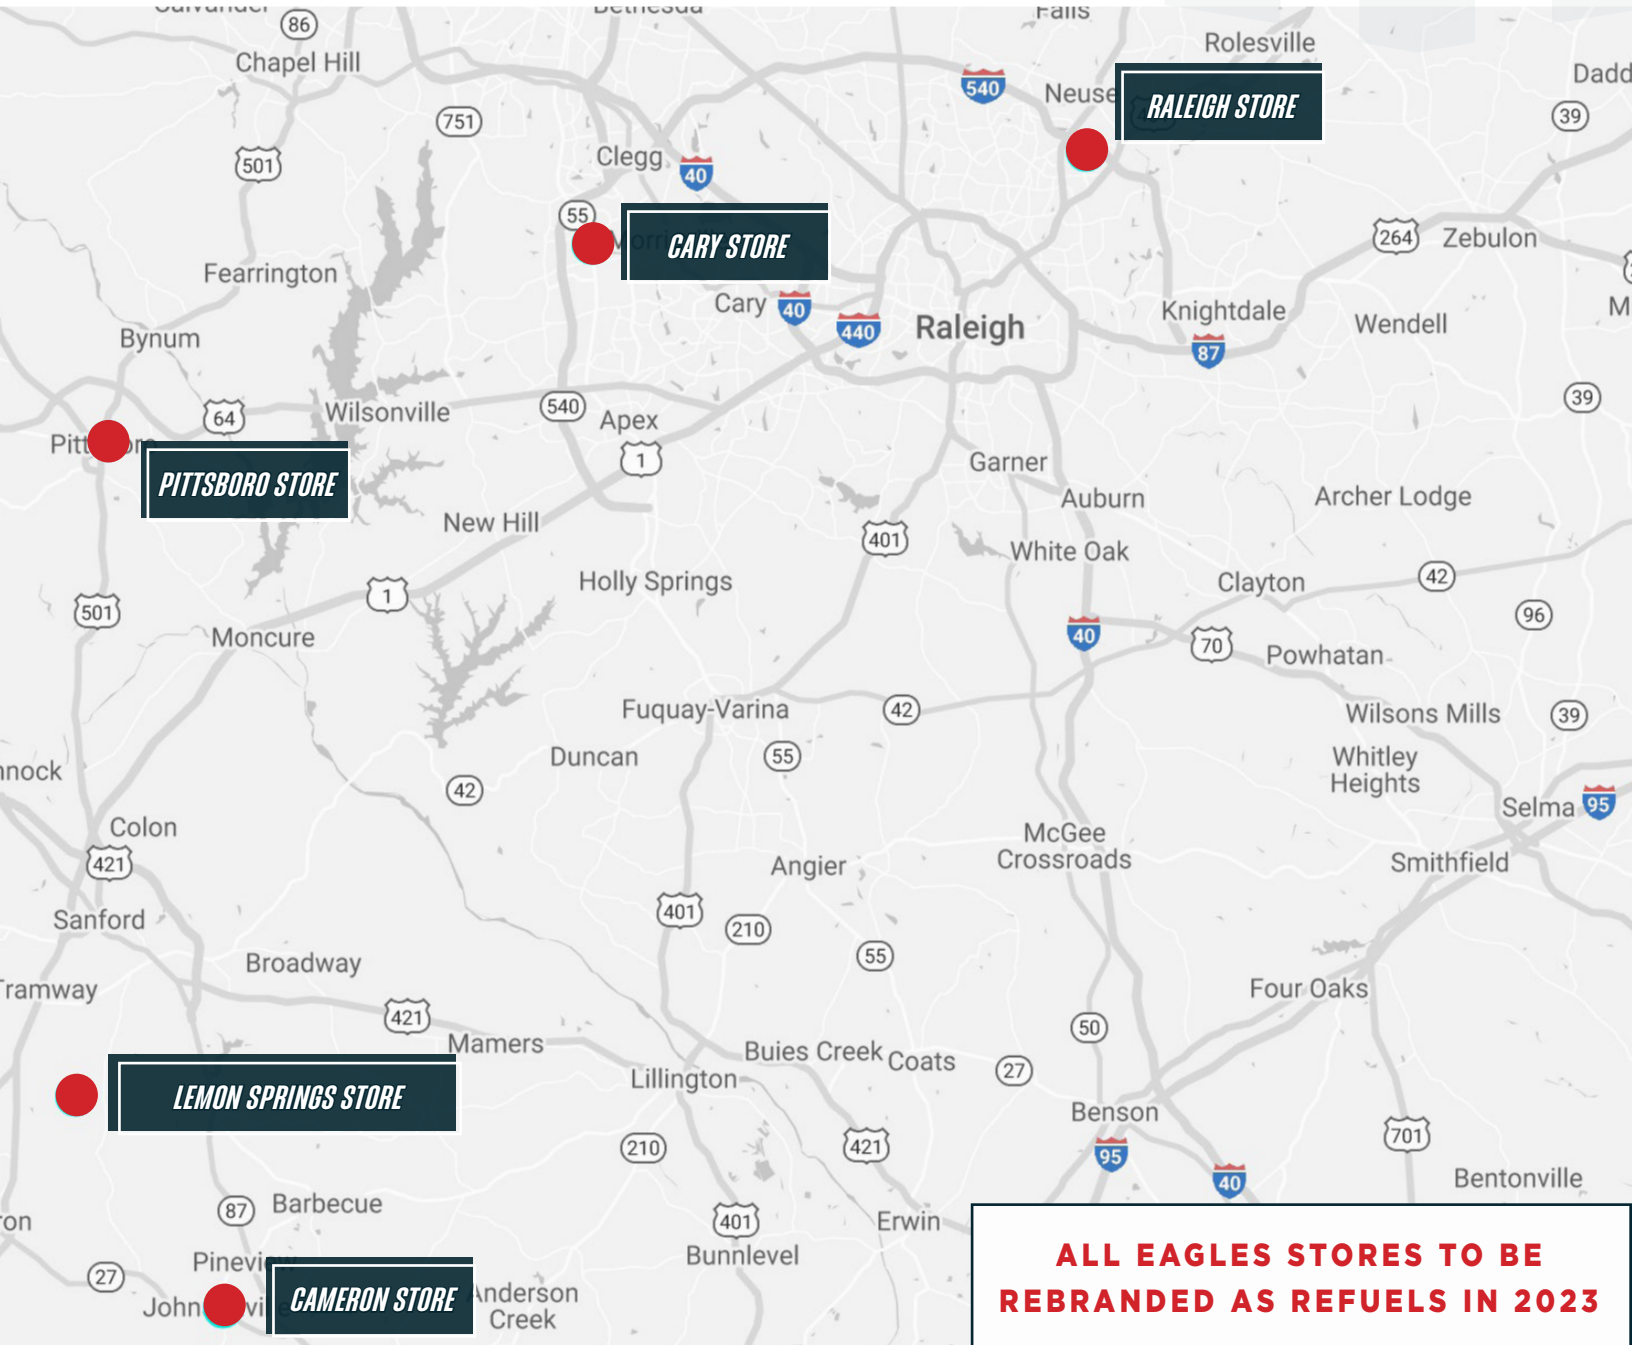 Bethesda
Falls
86
Rolesville
Chapel Hill
540
Neuse
RALEIGH STORE
39
751
501
Clegg
40
55
CARY STORE
264
Zebulon
Fearrington
Cary
40
440
Raleigh
Knightdale
Wendell
87
Bynum
64
Wilsonville
540
Apex
39
PITTSBORO STORE
1
Garner
Auburn
Archer Lodge
New Hill
401
White Oak
Holly Springs
Clayton
42
1
501
96
Moncure
40
70
Powhatan
Fuquay-Varina
42
Wilsons Mills
39
Duncan
55
Whitley
Heights
42
Selma
95
Colon
421
McGee
Crossroads
Angier
Smithfield
Sanford
401
210
55
Broadway
Tramway
Four Oaks
421
50
Mamers
Buies Creek
Coats
27
Lillington
LEMON SPRINGS STORE
Benson
210
421
95
701
40
Bentonville
87
Barbecue
401
Erwin
Bunnlevel
Pineview
27
CAMERON STORE
Anderson
Creek
ALL EAGLES STORES TO BE
REBRANDED AS REFUELS IN 2023